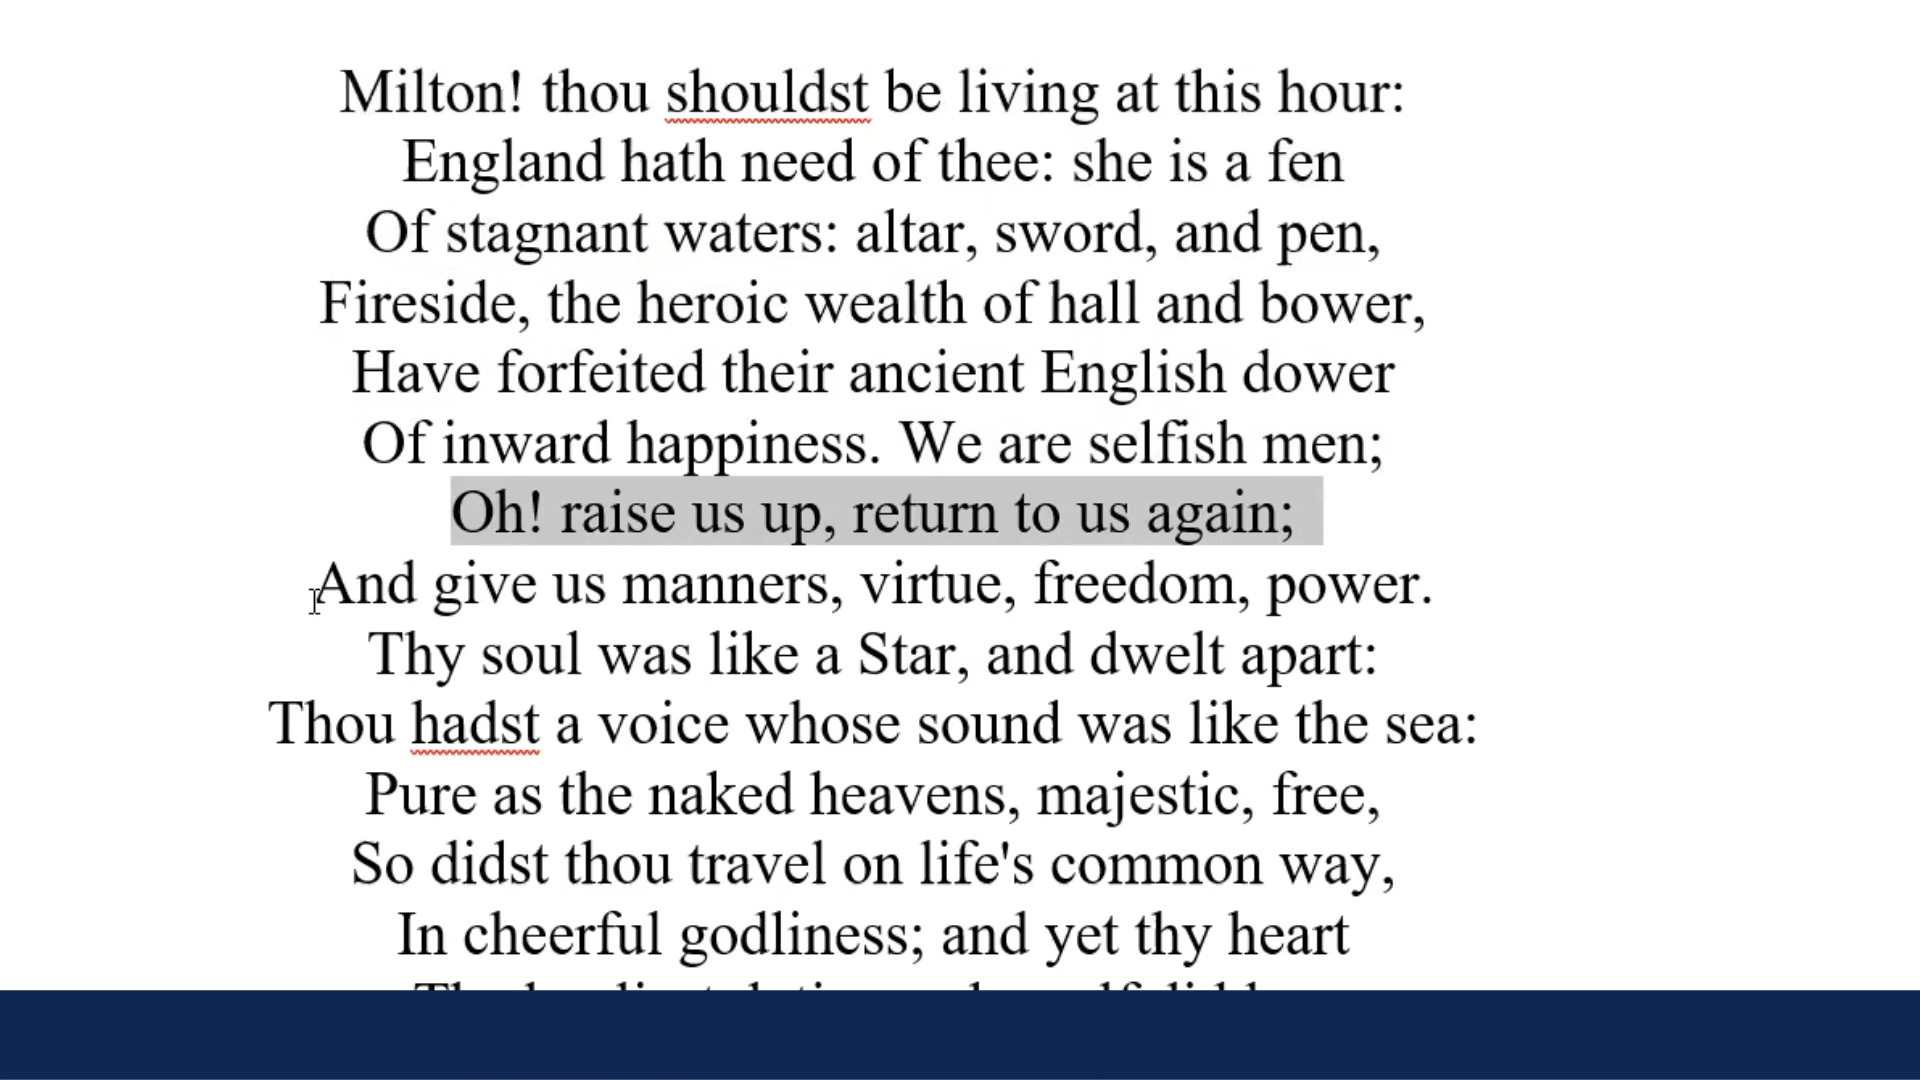 Milton! thou shouldst be living at this hour:
England hath need of thee: she is a fen
Of stagnant waters: altar, sword, and pen,
Fireside, the heroic wealth of hall and bower,
Have forfeited their ancient English dower
Of inward happiness. We are selfish men;
Oh! raise us up, return to us again;
And give us manners, virtue, freedom, power.
Thy soul was like a Star, and dwelt apart:
Thou hadst a voice whose sound was like the sea:
Pure as the naked heavens, majestic, free,
So didst thou travel on life's common way,
In cheerful godliness; and yet thy heart